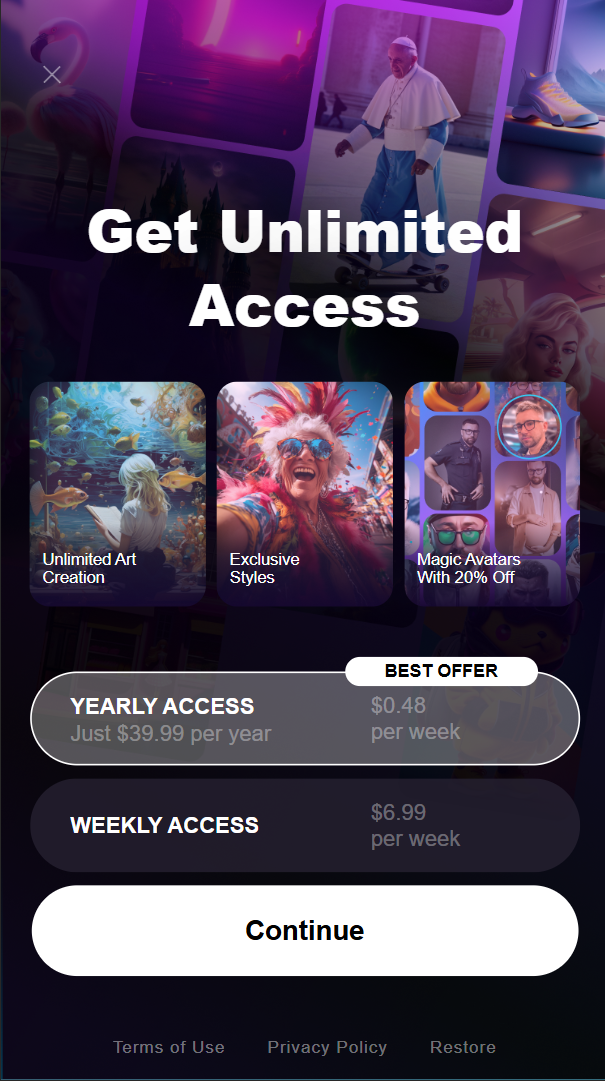 Get Unlimited
Access
Unlimited Art
Creation
Exclusive
Styles
Magic Avatars
With 20% Off
BEST OFFER
YEARLY ACCESS
Just $39.99 per year
$0.48
per week
WEEKLY ACCESS
$6.99
per week
Continue
Terms of Use
Privacy Policy
Restore